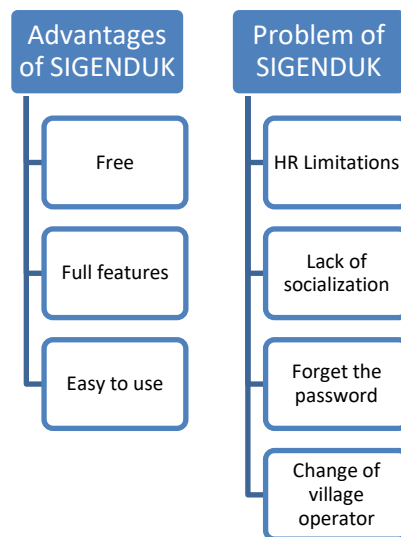 Advantages
of SIGENDUK
Free
Full features
Easy to use
Problem of
SIGENDUK
HR Limitations
Lack of
socialization
Forget the
password
Change of
village
operator